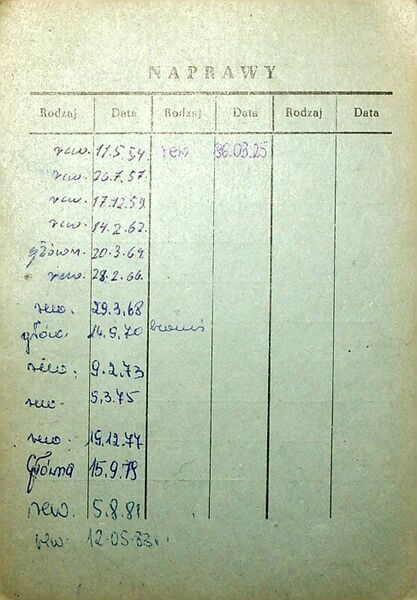 NAPRAWY
Rodzaj Data Rodzaj Data Rodzaj Data
rew. 11.5.54 rew 86.03.25
rew. 20.7.57.
rew. 17.12.59.
rew. 14.2.62.
główn. 20.3.64
rew. 28.2.66.
rew. 29.3.68
główn. 14.9.70
rew. 9.2.73
rew. 5.3.75
rew. 19.12.77
Główna 15.9.79
rew. 5.8.81
rew. 12.05.83r.